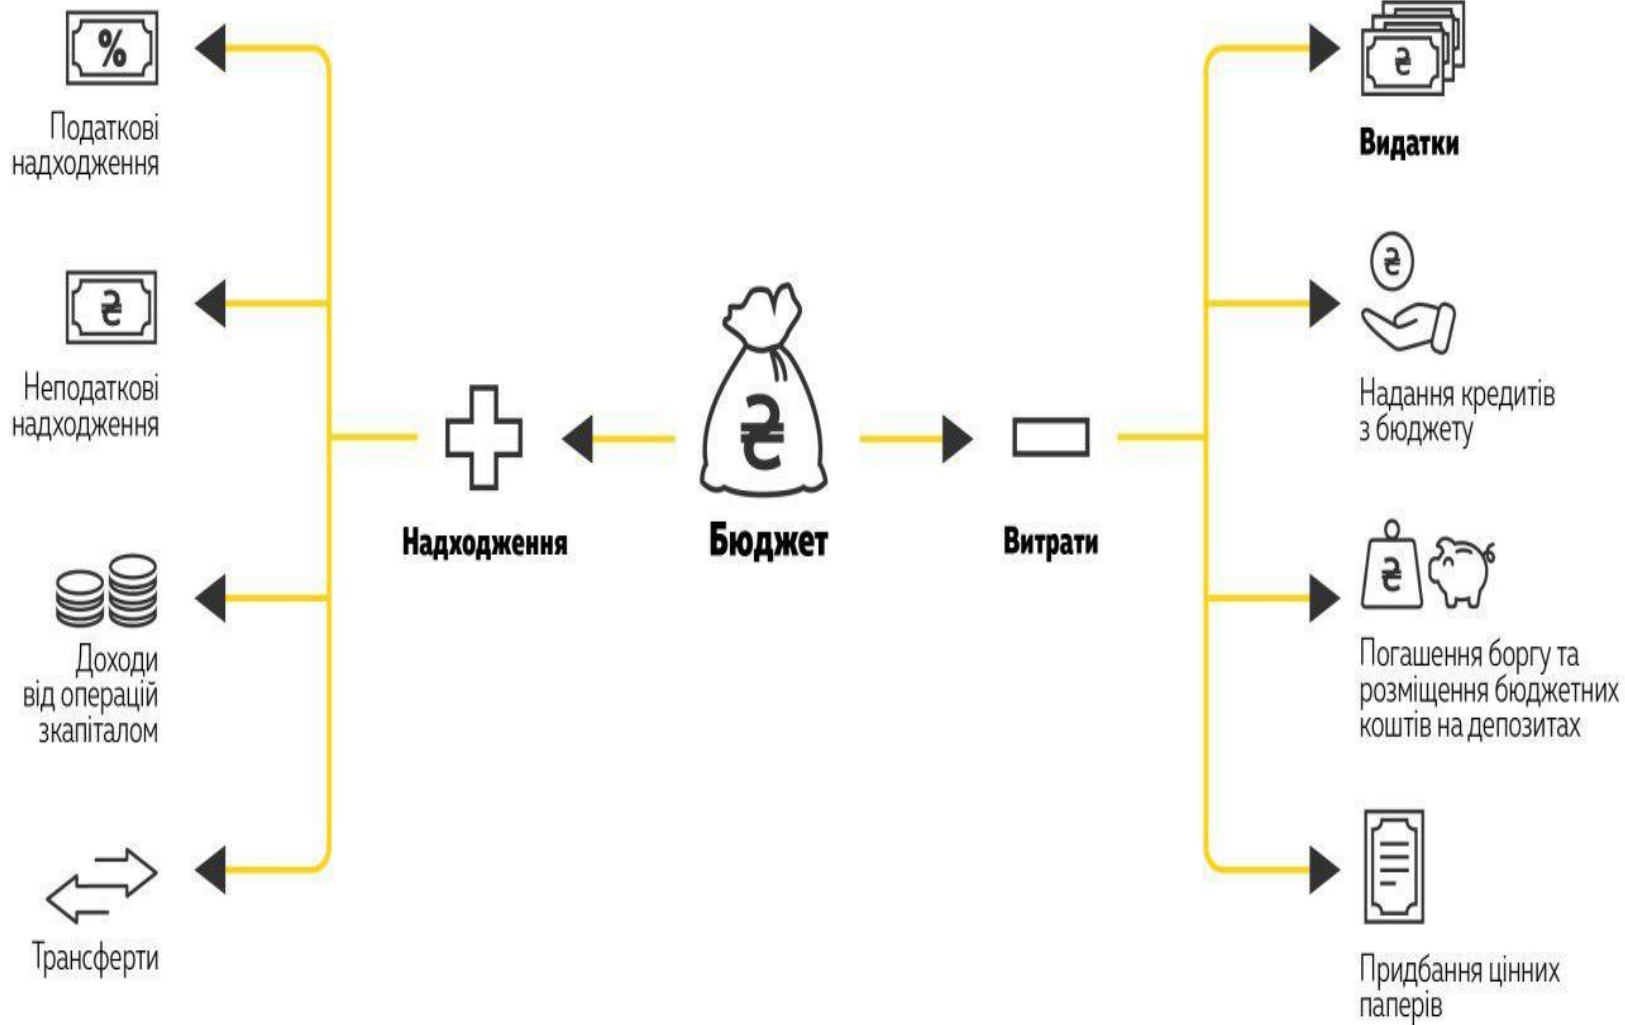 %
Податкові
надходження
₴
Неподаткові
надходження
Доходи
від операцій
зкапіталом
Трансферти
Надходження
₴
Бюджет
Витрати
₴
Видатки
₴
Надання кредитів
з бюджету
₴
Погашення боргу та
розміщення бюджетних
коштів на депозитах
Придбання цінних
паперів